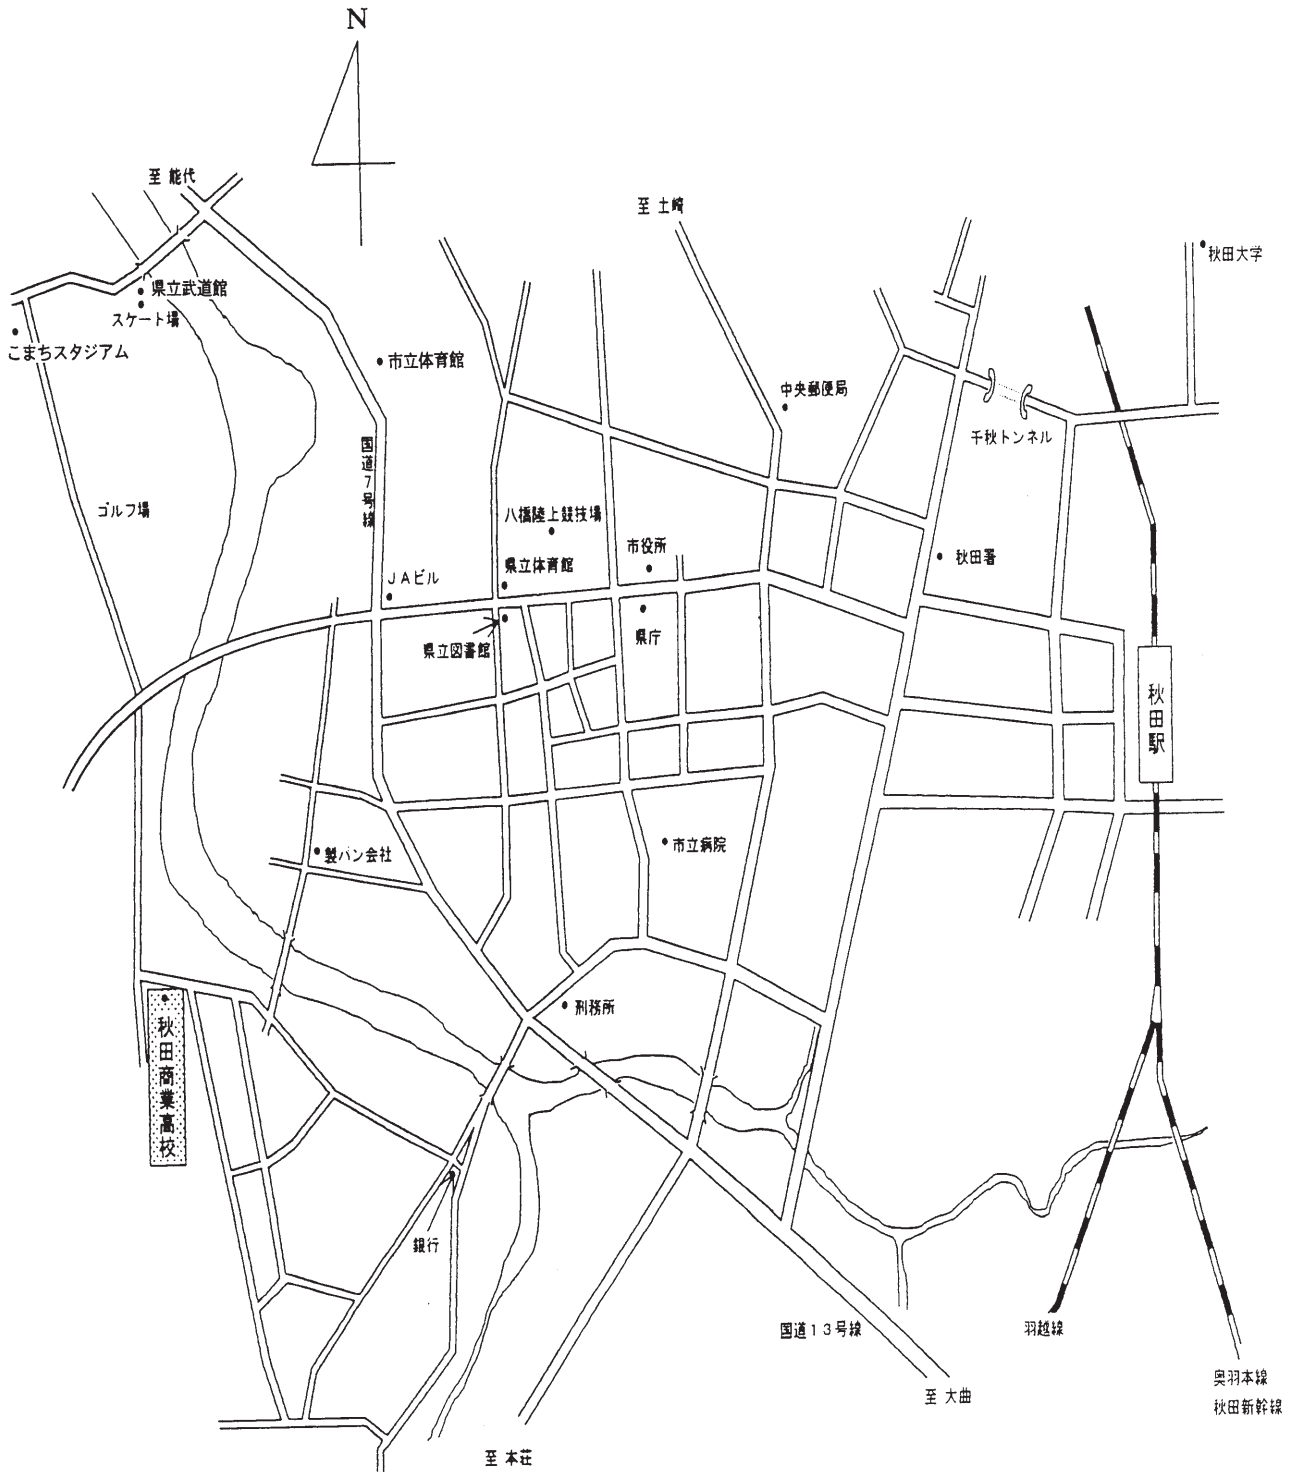 N
至 能代
至 土崎
秋田大学
県立武道館
スケート場
こまちスタジアム
市立体育館
中央郵便局
千秋トンネル
国道7号線
ゴルフ場
八橋陸上競技場
市役所
秋田署
県立体育館
JAビル
県庁
県立図書館
秋田駅
市立病院
製パン会社
刑務所
秋田商業高校
銀行
国道13号線
羽越線
奥羽本線
秋田新幹線
至 大曲
至 本荘